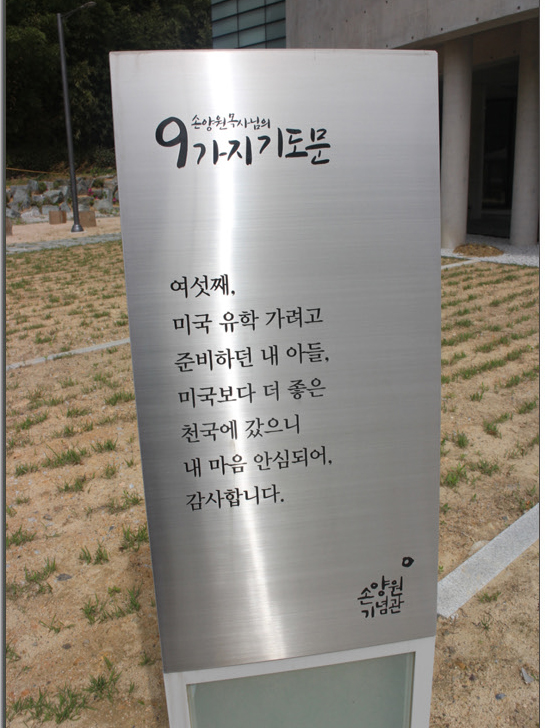 손양원목사님의
9가지기도문
여섯째,
미국 유학 가려고
준비하던 내 아들,
미국보다 더 좋은
천국에 갔으니
내 마음 안심되어,
감사합니다.
손양원
기념관